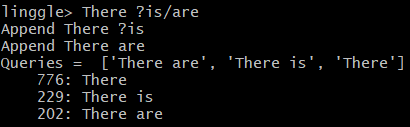 linggle> There ?is/are
Append There ?is
Append There are
Queries =  ['There are', 'There is', 'There']
    776: There
    229: There is
    202: There are